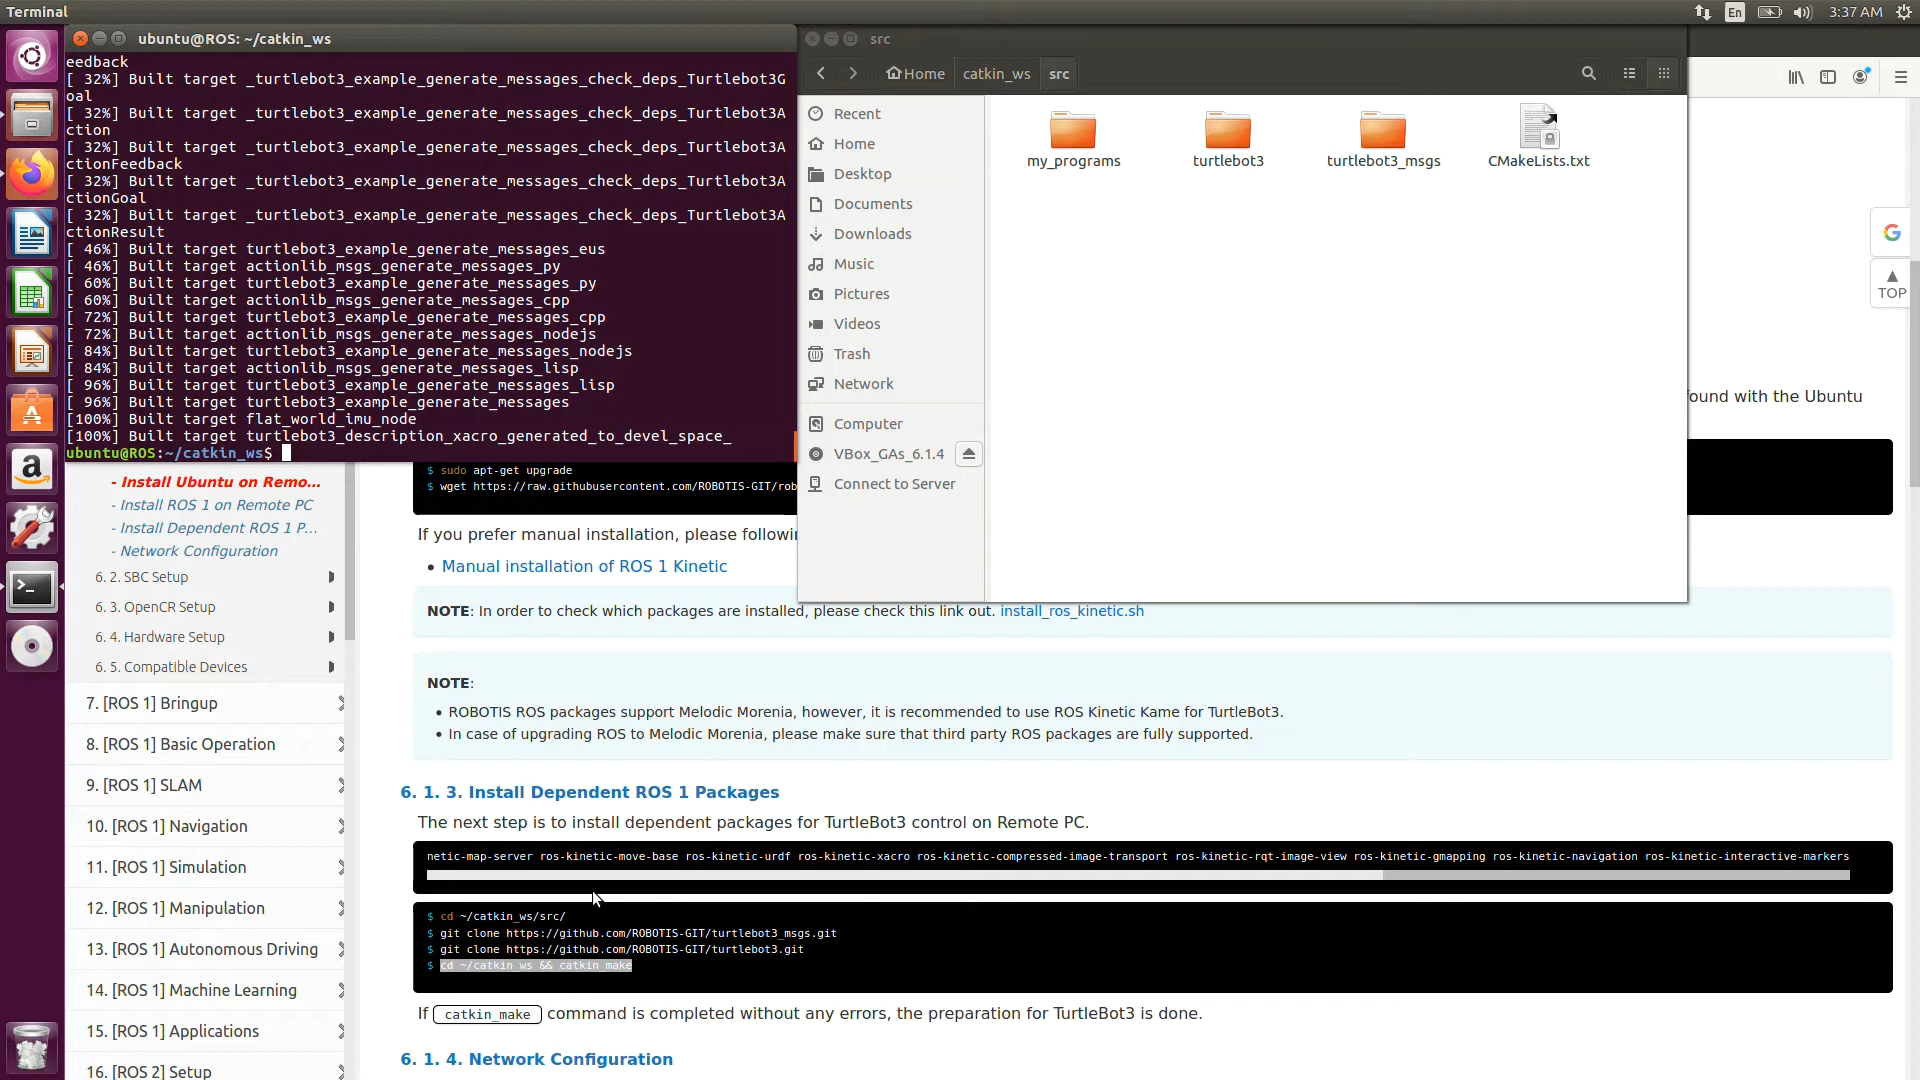 Terminal
En
3:37 AM
ubuntu@ROS: ~/catkin_ws
eedback
[ 32%] Built target _turtlebot3_example_generate_messages_check_deps_Turtlebot3G
oal
[ 32%] Built target _turtlebot3_example_generate_messages_check_deps_Turtlebot3A
ction
[ 32%] Built target _turtlebot3_example_generate_messages_check_deps_Turtlebot3A
ctionFeedback
[ 32%] Built target _turtlebot3_example_generate_messages_check_deps_Turtlebot3A
ctionGoal
[ 32%] Built target _turtlebot3_example_generate_messages_check_deps_Turtlebot3A
ctionResult
[ 46%] Built target turtlebot3_example_generate_messages_eus
[ 46%] Built target actionlib_msgs_generate_messages_py
[ 60%] Built target turtlebot3_example_generate_messages_py
[ 60%] Built target actionlib_msgs_generate_messages_cpp
[ 72%] Built target turtlebot3_example_generate_messages_cpp
[ 72%] Built target actionlib_msgs_generate_messages_nodejs
[ 84%] Built target turtlebot3_example_generate_messages_nodejs
[ 84%] Built target actionlib_msgs_generate_messages_lisp
[ 96%] Built target turtlebot3_example_generate_messages_lisp
[ 96%] Built target turtlebot3_example_generate_messages
[100%] Built target flat_world_imu_node
[100%] Built target turtlebot3_description_xacro_generated_to_devel_space_
ubuntu@ROS:~/catkin_ws$
src
Home
catkin_ws
src
Recent
Home
Desktop
Documents
Downloads
Music
Pictures
Videos
Trash
Network
Computer
VBox_GAs_6.1.4
Connect to Server
my_programs
turtlebot3
turtlebot3_msgs
CMakeLists.txt
TOP
- Install Ubuntu on Remo...
- Install ROS 1 on Remote PC
- Install Dependent ROS 1 P...
- Network Configuration
6. 2. SBC Setup
6. 3. OpenCR Setup
6. 4. Hardware Setup
6. 5. Compatible Devices
7. [ROS 1] Bringup
8. [ROS 1] Basic Operation
9. [ROS 1] SLAM
10. [ROS 1] Navigation
11. [ROS 1] Simulation
12. [ROS 1] Manipulation
13. [ROS 1] Autonomous Driving
14. [ROS 1] Machine Learning
15. [ROS 1] Applications
16. [ROS 2] Setup
found with the Ubuntu
$ sudo apt-get upgrade
$ wget https://raw.githubusercontent.com/ROBOTIS-GIT/rob
If you prefer manual installation, please followin
• Manual installation of ROS 1 Kinetic
NOTE: In order to check which packages are installed, please check this link out. install_ros_kinetic.sh
NOTE:
• ROBOTIS ROS packages support Melodic Morenia, however, it is recommended to use ROS Kinetic Kame for TurtleBot3.
• In case of upgrading ROS to Melodic Morenia, please make sure that third party ROS packages are fully supported.
6. 1. 3. Install Dependent ROS 1 Packages
The next step is to install dependent packages for TurtleBot3 control on Remote PC.
netic-map-server ros-kinetic-move-base ros-kinetic-urdf ros-kinetic-xacro ros-kinetic-compressed-image-transport ros-kinetic-rqt-image-view ros-kinetic-gmapping ros-kinetic-navigation ros-kinetic-interactive-markers
$ cd ~/catkin_ws/src/
$ git clone https://github.com/ROBOTIS-GIT/turtlebot3_msgs.git
$ git clone https://github.com/ROBOTIS-GIT/turtlebot3.git
$ cd ~/catkin_ws && catkin_make
If catkin_make command is completed without any errors, the preparation for TurtleBot3 is done.
6. 1. 4. Network Configuration